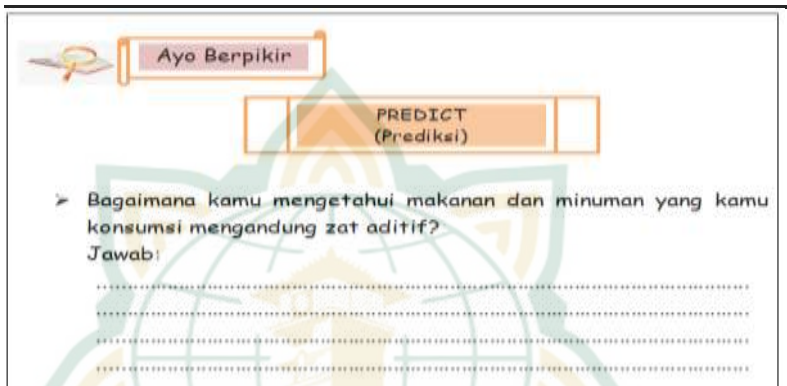 Ayo Berpikir
PREDICT
(Prediksi)
➢ Bagaimana kamu mengetahui makanan dan minuman yang kamu
konsumsi mengandung zat aditif?
Jawab:
................................................................................
................................................................................
................................................................................
................................................................................